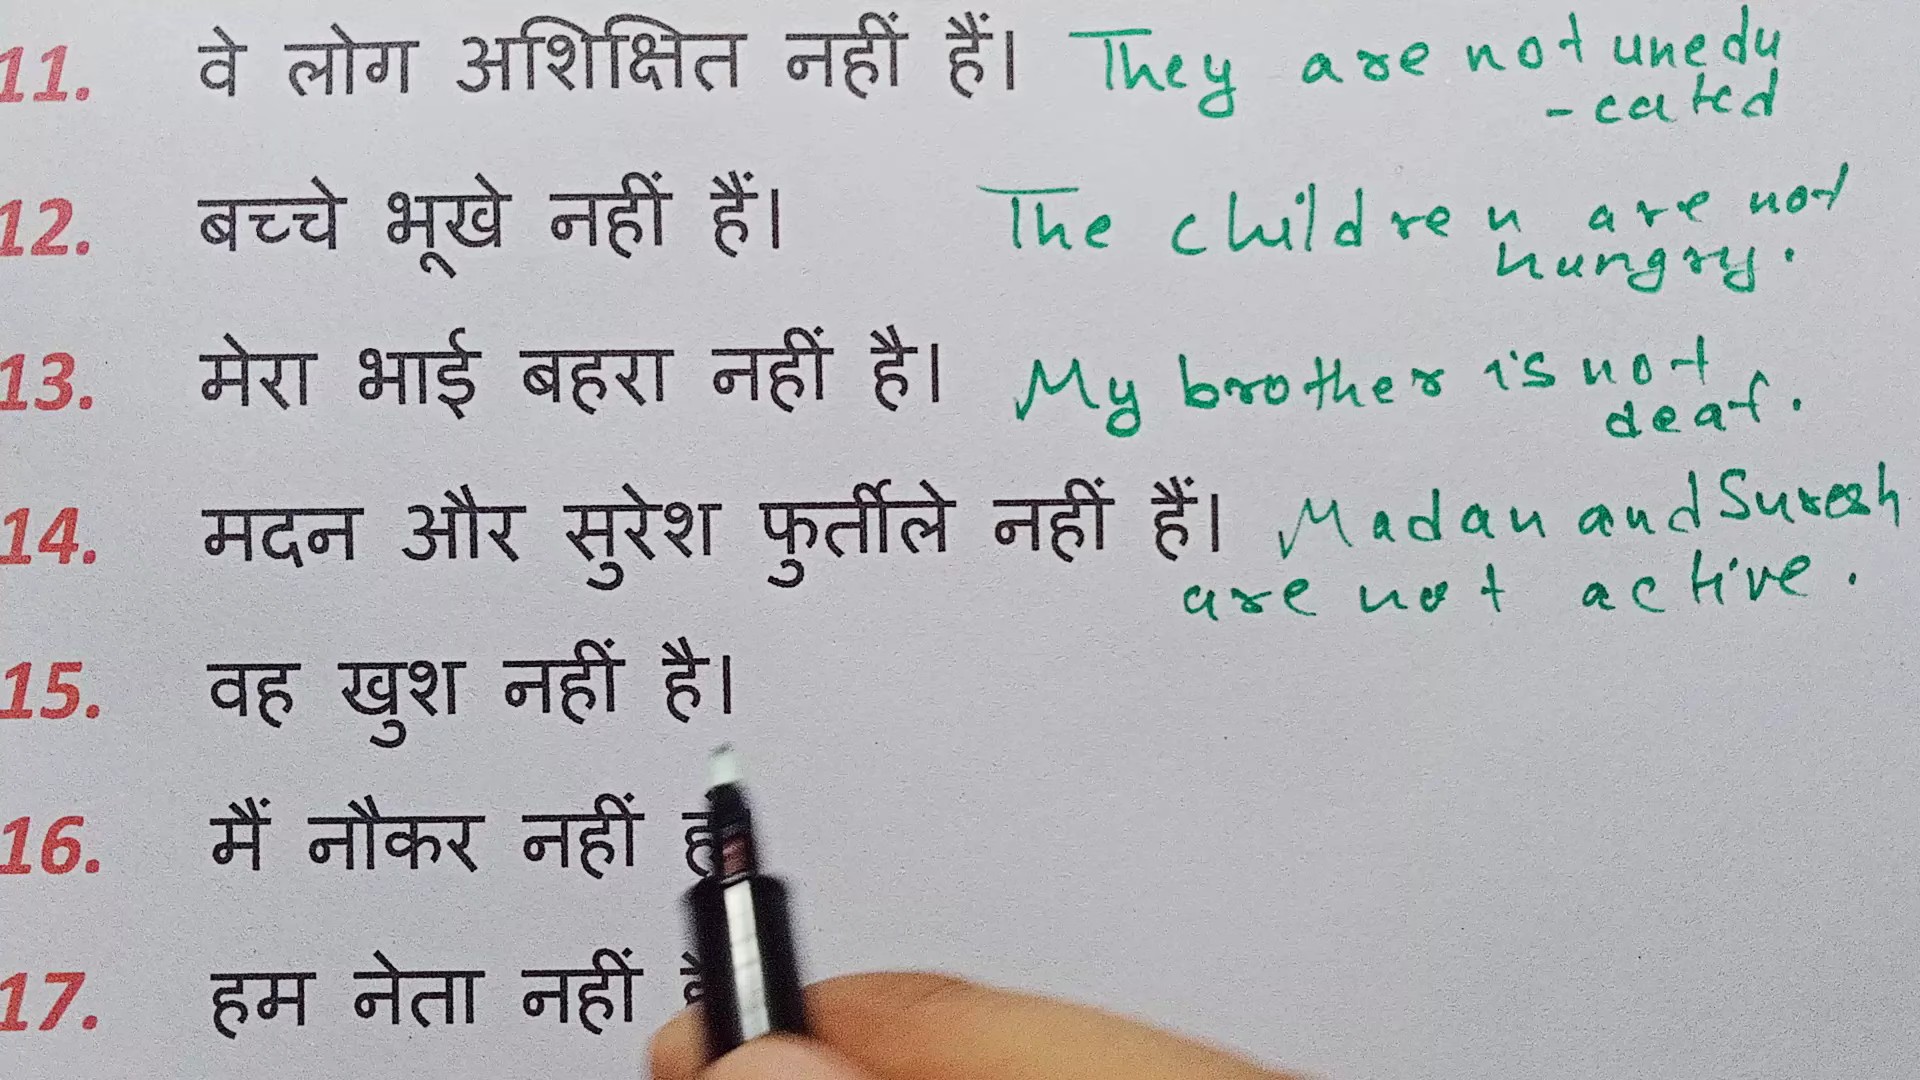 11. वे लोग अशिक्षित नहीं हैं। They are not unedu
-cated
12. बच्चे भूखे नहीं हैं। The children are not
hungry.
13. मेरा भाई बहरा नहीं है। My brother is not
deaf.
14. मदन और सुरेश फुर्तीले नहीं हैं। Madan and Suresh
are not active.
15. वह खुश नहीं है।
16. मैं नौकर नहीं
17. हम नेता नहीं